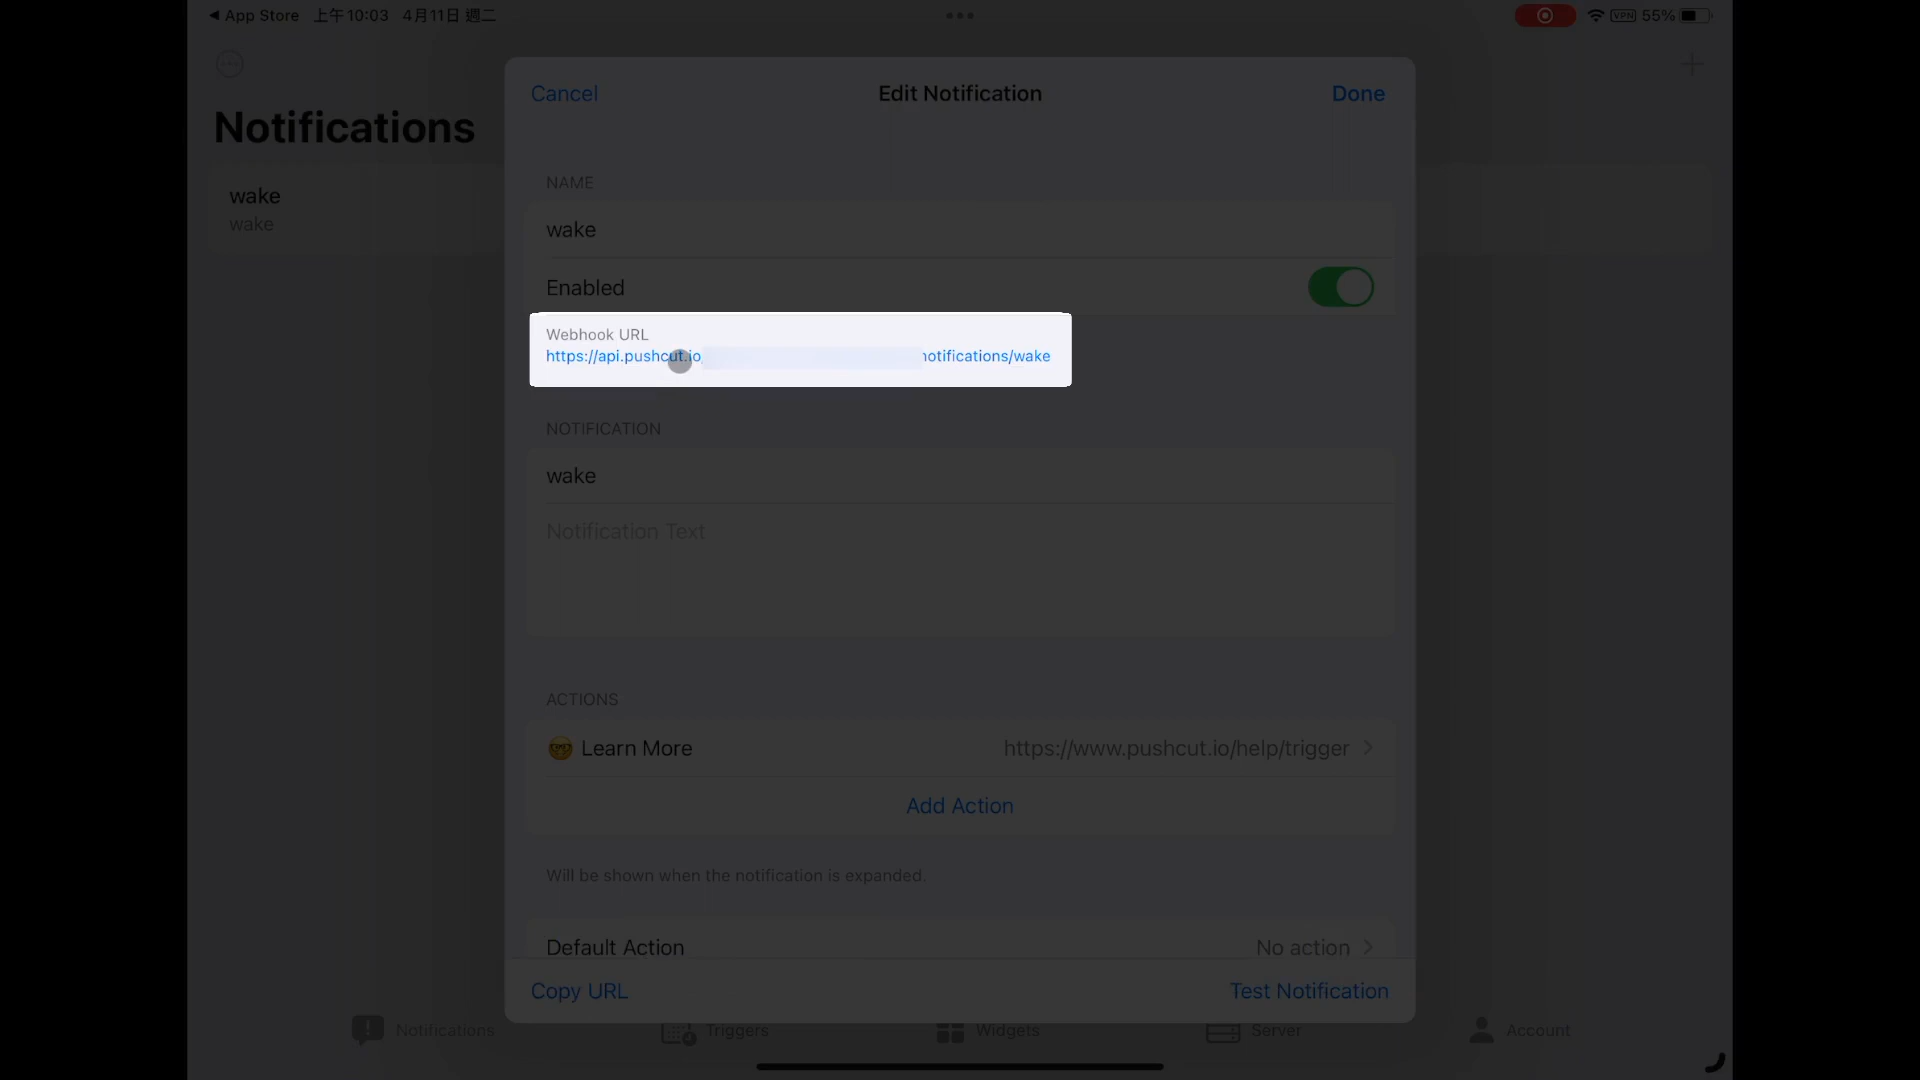 ◀ App Store 上午10:03 4月11日 週二
VPN 55%
Cancel
Edit Notification
Done
Notifications
wake
wake
NAME
wake
Enabled
Webhook URL
https://api.pushcut.io
notifications/wake
NOTIFICATION
wake
Notification Text
ACTIONS
🤓 Learn More
https://www.pushcut.io/help/trigger
Add Action
Will be shown when the notification is expanded.
Default Action
No action
Copy URL
Test Notification
Notifications
Triggers
Widgets
Server
Account